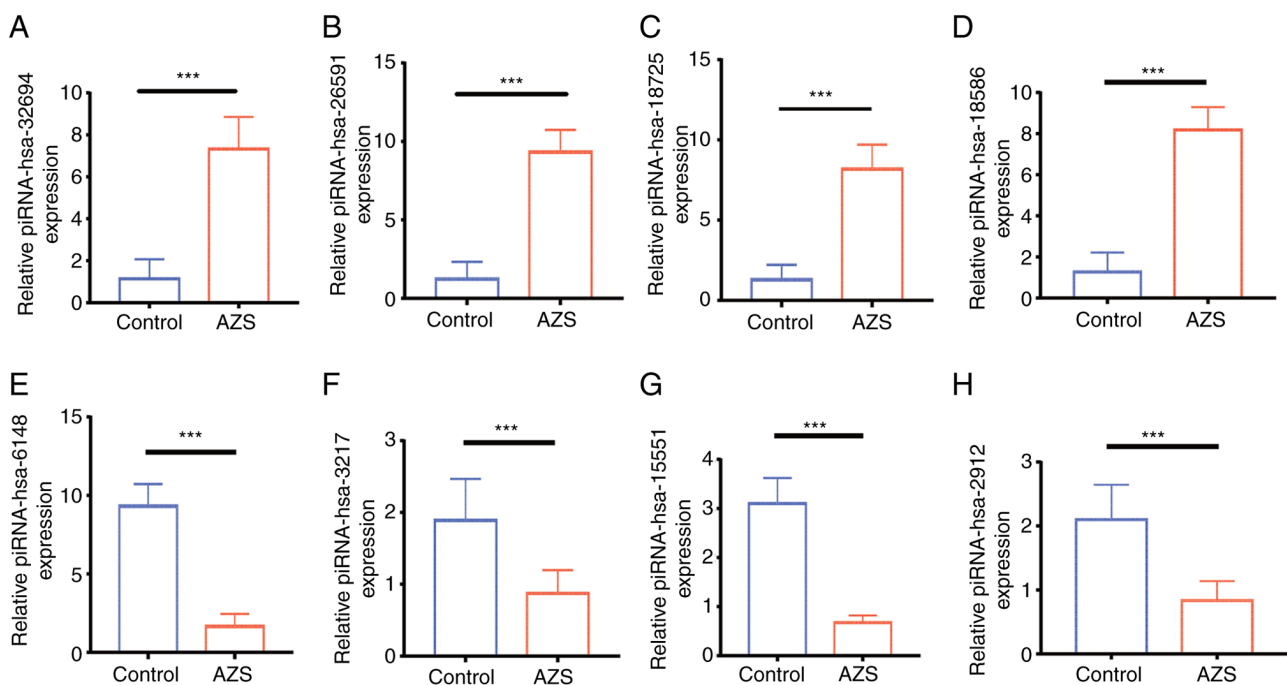 A
Relative piRNA-hsa-32694
expression
10
8
6
4
2
0
***
Control
AZS
B
Relative piRNA-hsa-26591
expression
15
10
5
0
***
Control
AZS
C
Relative piRNA-hsa-18725
expression
15
10
5
0
***
Control
AZS
D
Relative piRNA-hsa-18586
expression
10
8
6
4
2
0
***
Control
AZS
E
Relative piRNA-hsa-6148
expression
15
10
5
0
***
Control
AZS
F
Relative piRNA-hsa-3217
expression
3
2
1
0
***
Control
AZS
G
Relative piRNA-hsa-15551
expression
4
3
2
1
0
***
Control
AZS
H
Relative piRNA-hsa-2912
expression
3
2
1
0
***
Control
AZS